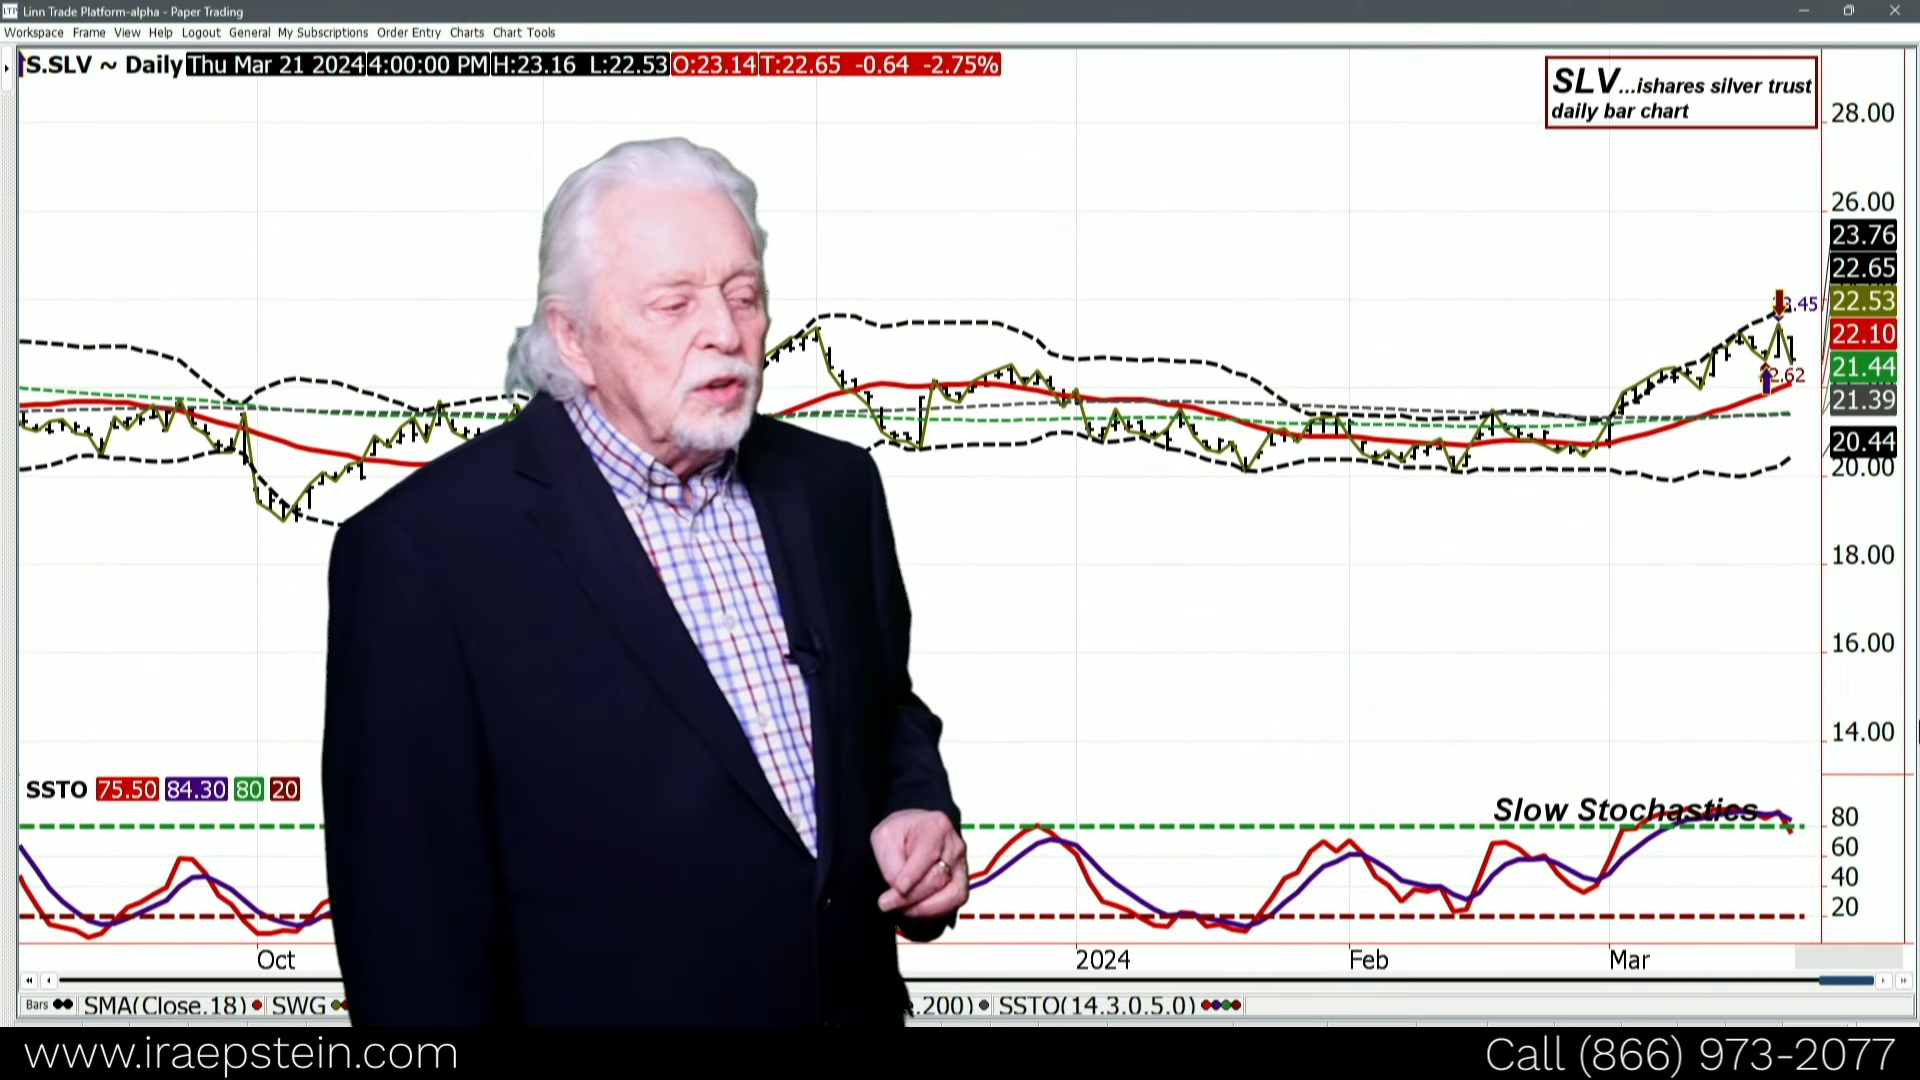 LTP Linn Trade Platform-alpha - Paper Trading
Workspace Frame View Help Logout General My Subscriptions Order Entry Charts Chart Tools
S.SLV ~ Daily Thu Mar 21 2024 4:00:00 PM H:23.16 L:22.53 O:23.14 T:22.65 -0.64 -2.75%
SLV...ishares silver trust
daily bar chart
28.00
26.00
23.76
22.65
22.53
22.10
21.44
21.39
20.44
20.00
18.00
16.00
14.00
SSTO 75.50 84.30 80 20
Slow Stochastics
80
60
40
20
Oct 2024 Feb Mar
Bars SMA(Close,18) SWG .200) SSTO(14,3,0,5,0)
www.iraepstein.com Call (866) 973-2077